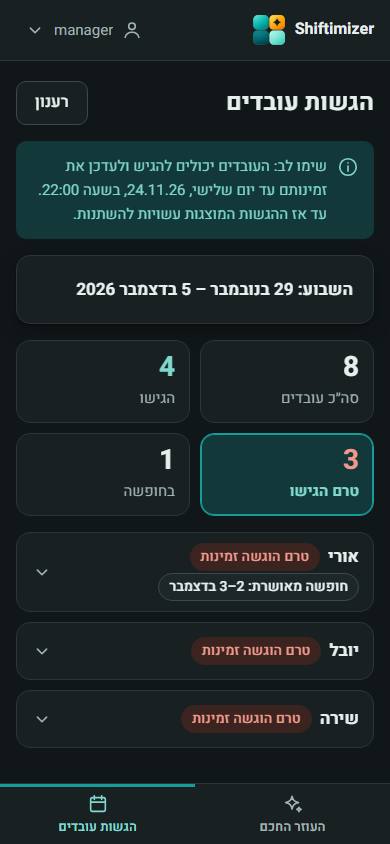 Shiftimizer
manager
הגשות עובדים
רענון
שימו לב: העובדים יכולים להגיש ולעדכן את
זמינותם עד יום שלישי, 24.11.26, בשעה 22:00.
עד אז ההגשות המוצגות עשויות להשתנות.
השבוע: 29 בנובמבר – 5 בדצמבר 2026
8
סה"כ עובדים
4
הגישו
3
טרם הגישו
1
בחופשה
אורי טרם הוגשה זמינות
חופשה מאושרת: 2–3 בדצמבר
יובל טרם הוגשה זמינות
שירה טרם הוגשה זמינות
העוזר החכם
הגשות עובדים